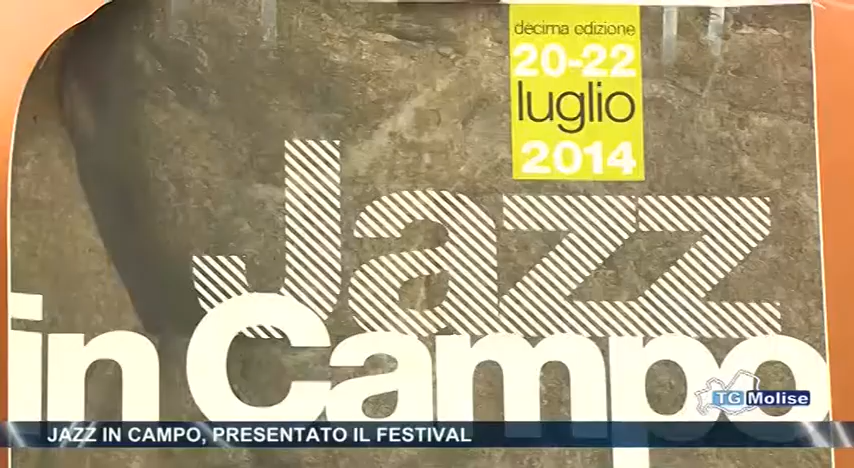 decima edizione
20-22
luglio
2014
Jazz
in Campo
TG Molise
JAZZ IN CAMPO, PRESENTATO IL FESTIVAL